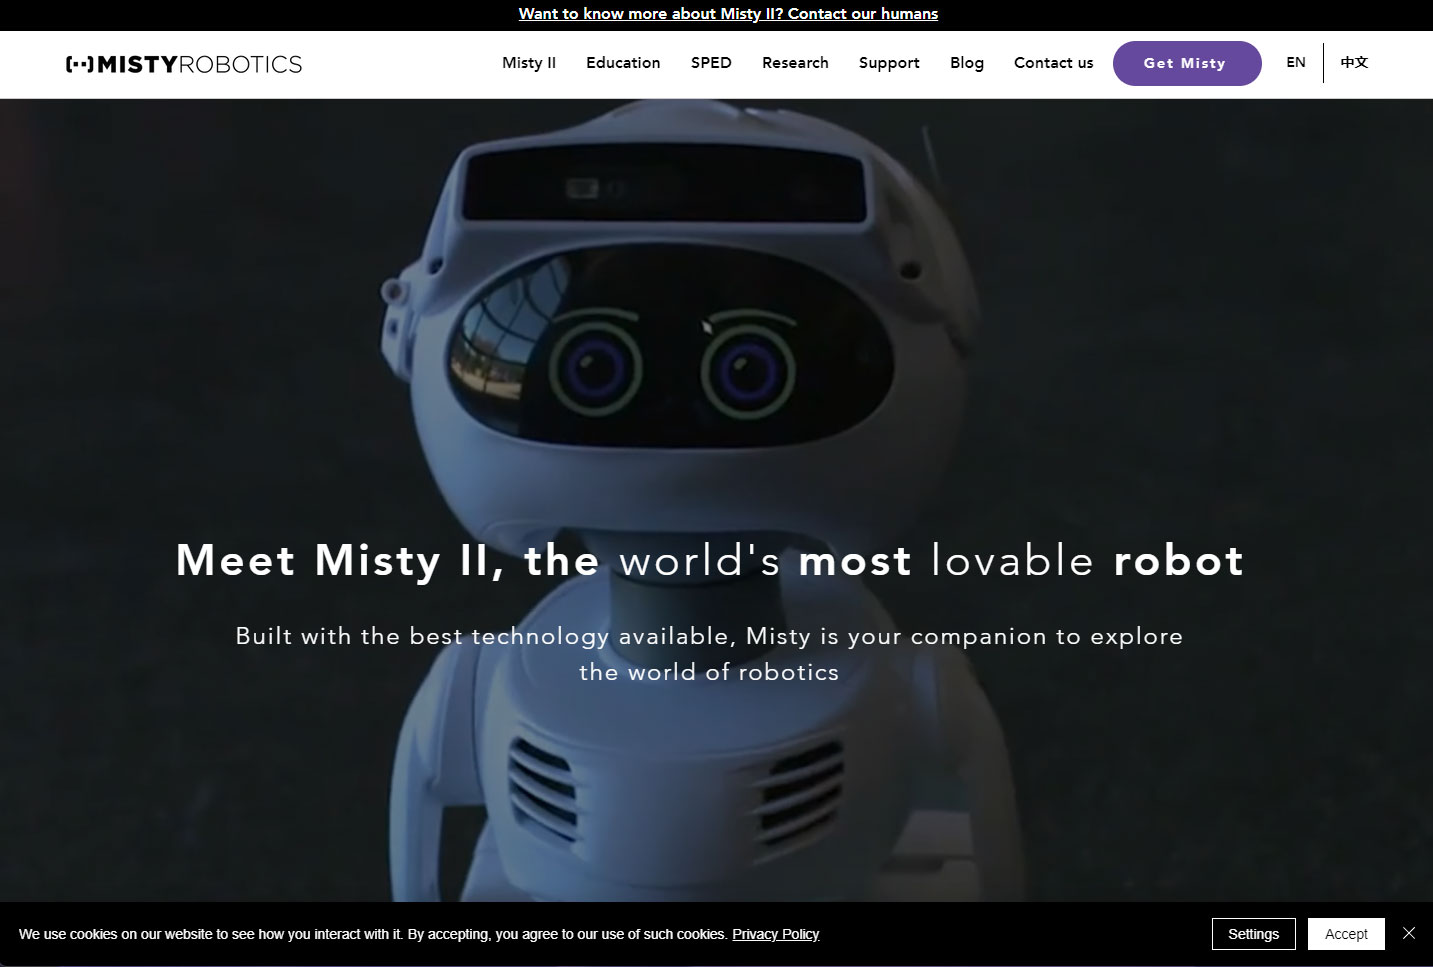 Want to know more about Misty II? Contact our humans
MISTYROBOTICS
Misty II
Education
SPED
Research
Support
Blog
Contact us
Get Misty
EN
中文
Meet Misty II, the world's most lovable robot
Built with the best technology available, Misty is your companion to explore
the world of robotics
We use cookies on our website to see how you interact with it. By accepting, you agree to our use of such cookies. Privacy Policy
Settings
Accept